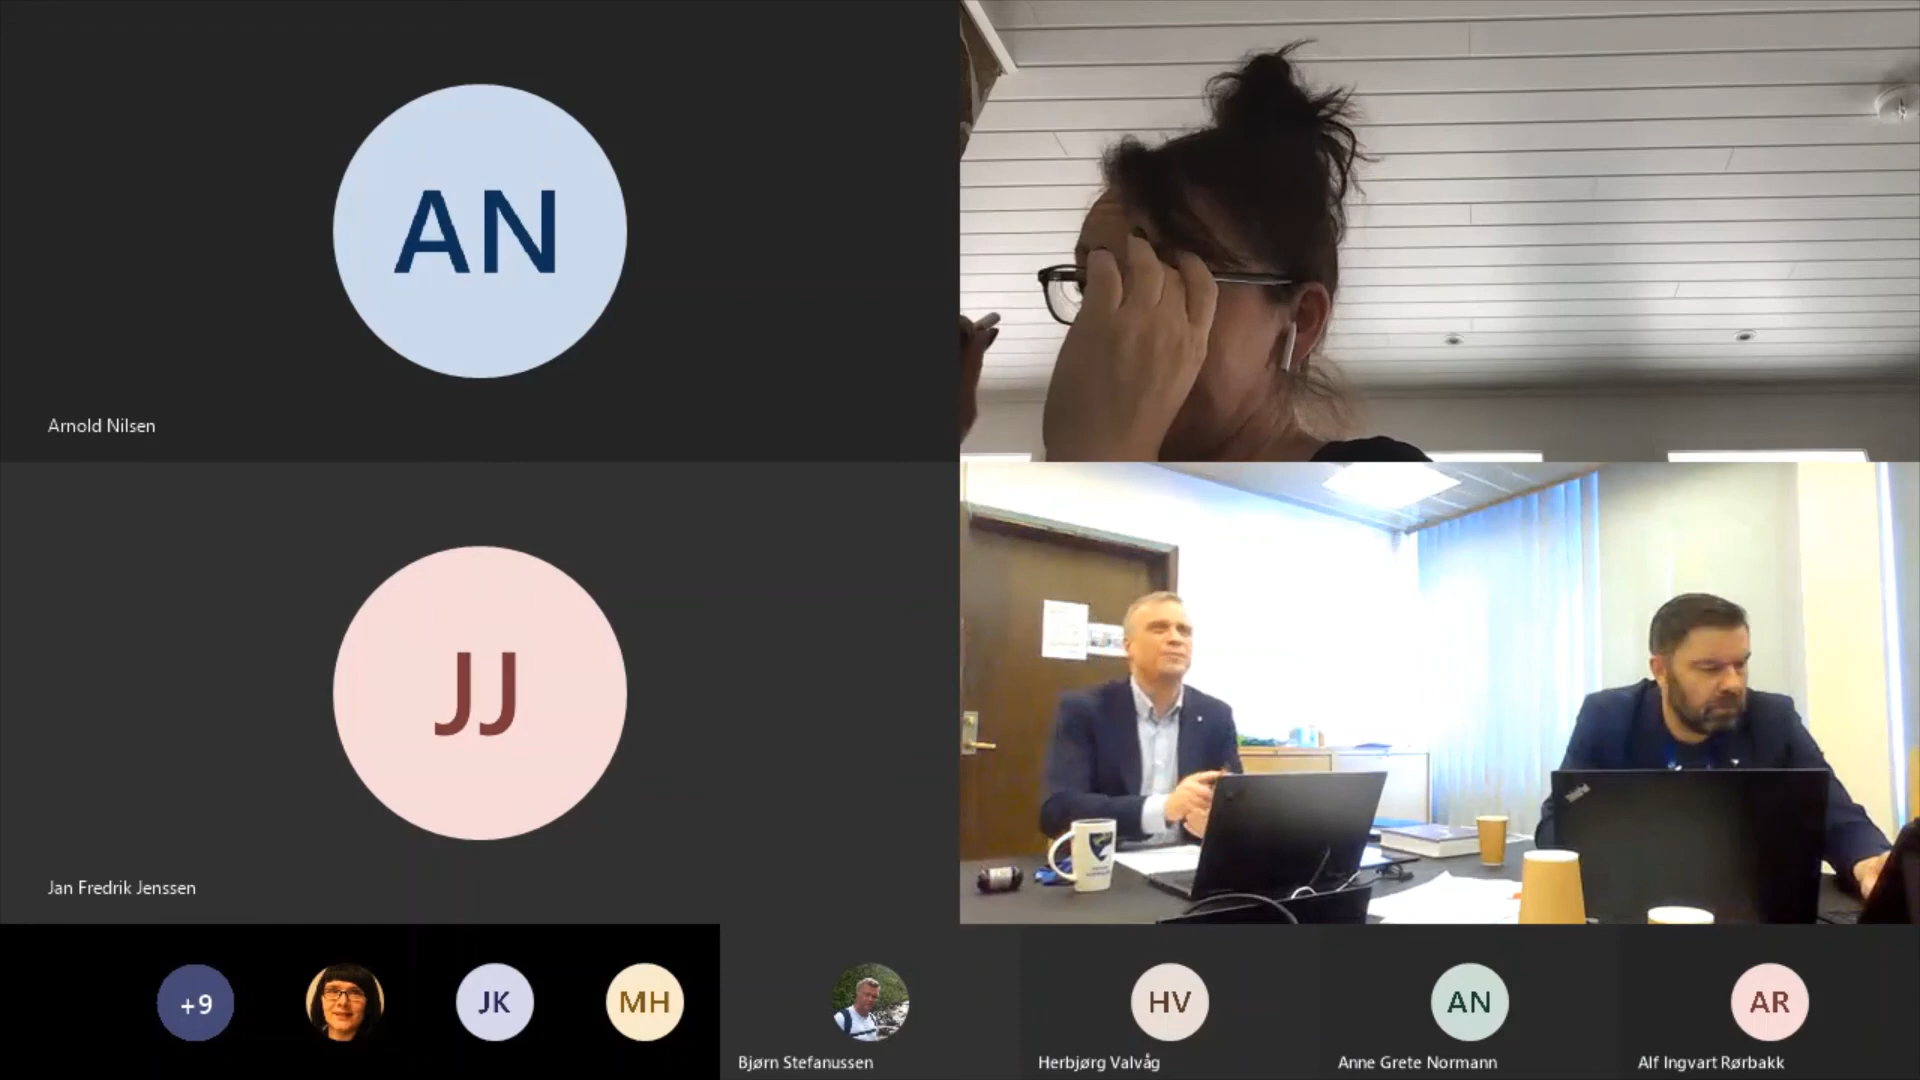 AN
Arnold Nilsen
JJ
Jan Fredrik Jenssen
ThinkPad
+9
JK
MH
Bjørn Stefanussen
HV
Herbjørg Valvåg
AN
Anne Grete Normann
AR
Alf Ingvart Rørbakk